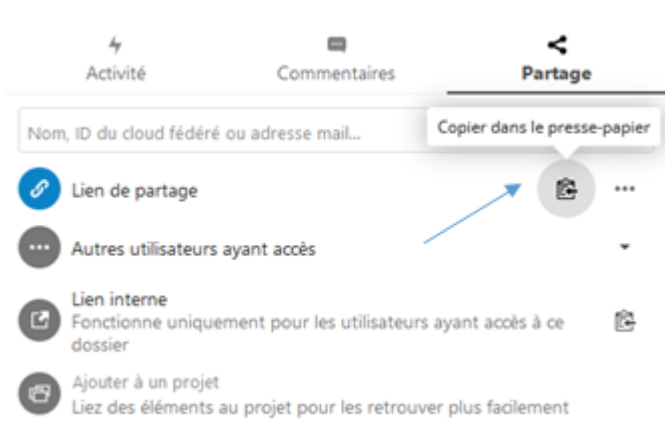 Activité
Commentaires
Partage
Nom, ID du cloud fédéré ou adresse mail...
Copier dans le presse-papier
Lien de partage
Autres utilisateurs ayant accès
Lien interne
Fonctionne uniquement pour les utilisateurs ayant accès à ce
dossier
Ajouter à un projet
Liez des éléments au projet pour les retrouver plus facilement